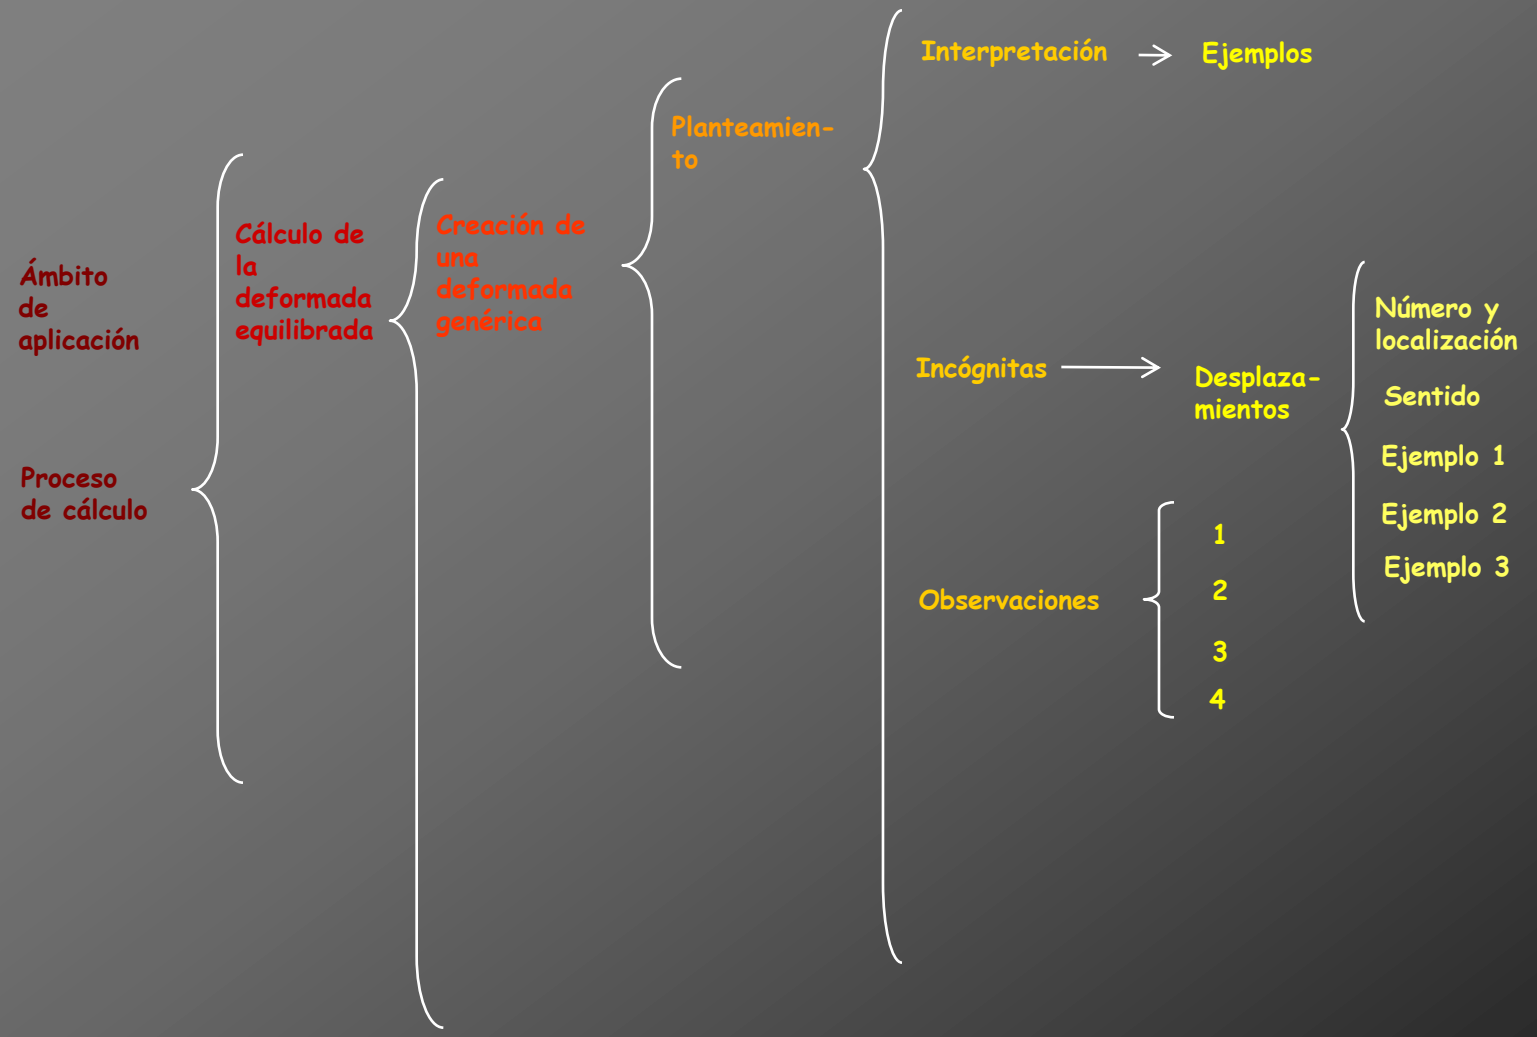 Ámbito
de
aplicación
Proceso
de cálculo
Cálculo de
la
deformada
equilibrada
Creación de
una
deformada
genérica
Planteamien-
to
Interpretación
Ejemplos
Incógnitas
Desplaza-
mientos
Número y
localización
Sentido
Ejemplo 1
Ejemplo 2
Ejemplo 3
Observaciones
1
2
3
4